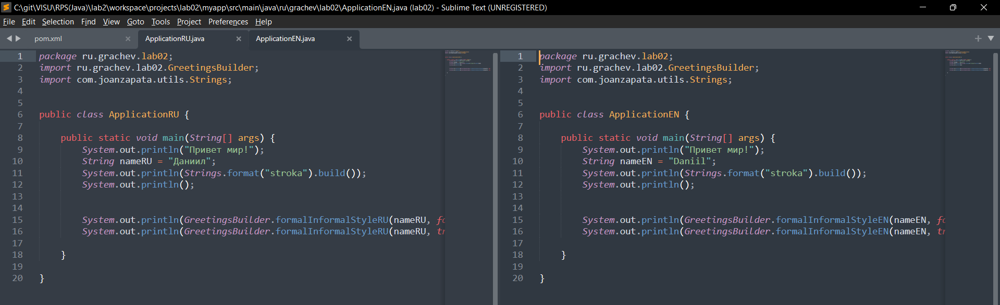 C:\git\VISU\RPS(Java)\lab2\workspace\projects\lab02\myapp\src\main\java\ru\grachev\lab02\ApplicationEN.java (lab02) - Sublime Text (UNREGISTERED)
File Edit Selection Find View Goto Tools Project Preferences Help
pom.xml ApplicationRU.java ApplicationEN.java
1 package ru.grachev.lab02;
2 import ru.grachev.lab02.GreetingsBuilder;
3 import com.joanzapata.utils.Strings;
4
5
6 public class ApplicationRU {
7
8 public static void main(String[] args) {
9 System.out.println("Привет мир!");
10 String nameRU = "Даниил";
11 System.out.println(Strings.format("stroka").build());
12 System.out.println();
13
14
15 System.out.println(GreetingsBuilder.formalInformalStyleRU(nameRU, fa
16 System.out.println(GreetingsBuilder.formalInformalStyleRU(nameRU, tr
17
18 }
19
20 }
1 package ru.grachev.lab02;
2 import ru.grachev.lab02.GreetingsBuilder;
3 import com.joanzapata.utils.Strings;
4
5
6 public class ApplicationEN {
7
8 public static void main(String[] args) {
9 System.out.println("Привет мир!");
10 String nameEN = "Daniil";
11 System.out.println(Strings.format("stroka").build());
12 System.out.println();
13
14
15 System.out.println(GreetingsBuilder.formalInformalStyleEN(nameEN, fa
16 System.out.println(GreetingsBuilder.formalInformalStyleEN(nameEN, tr
17
18 }
19
20 }